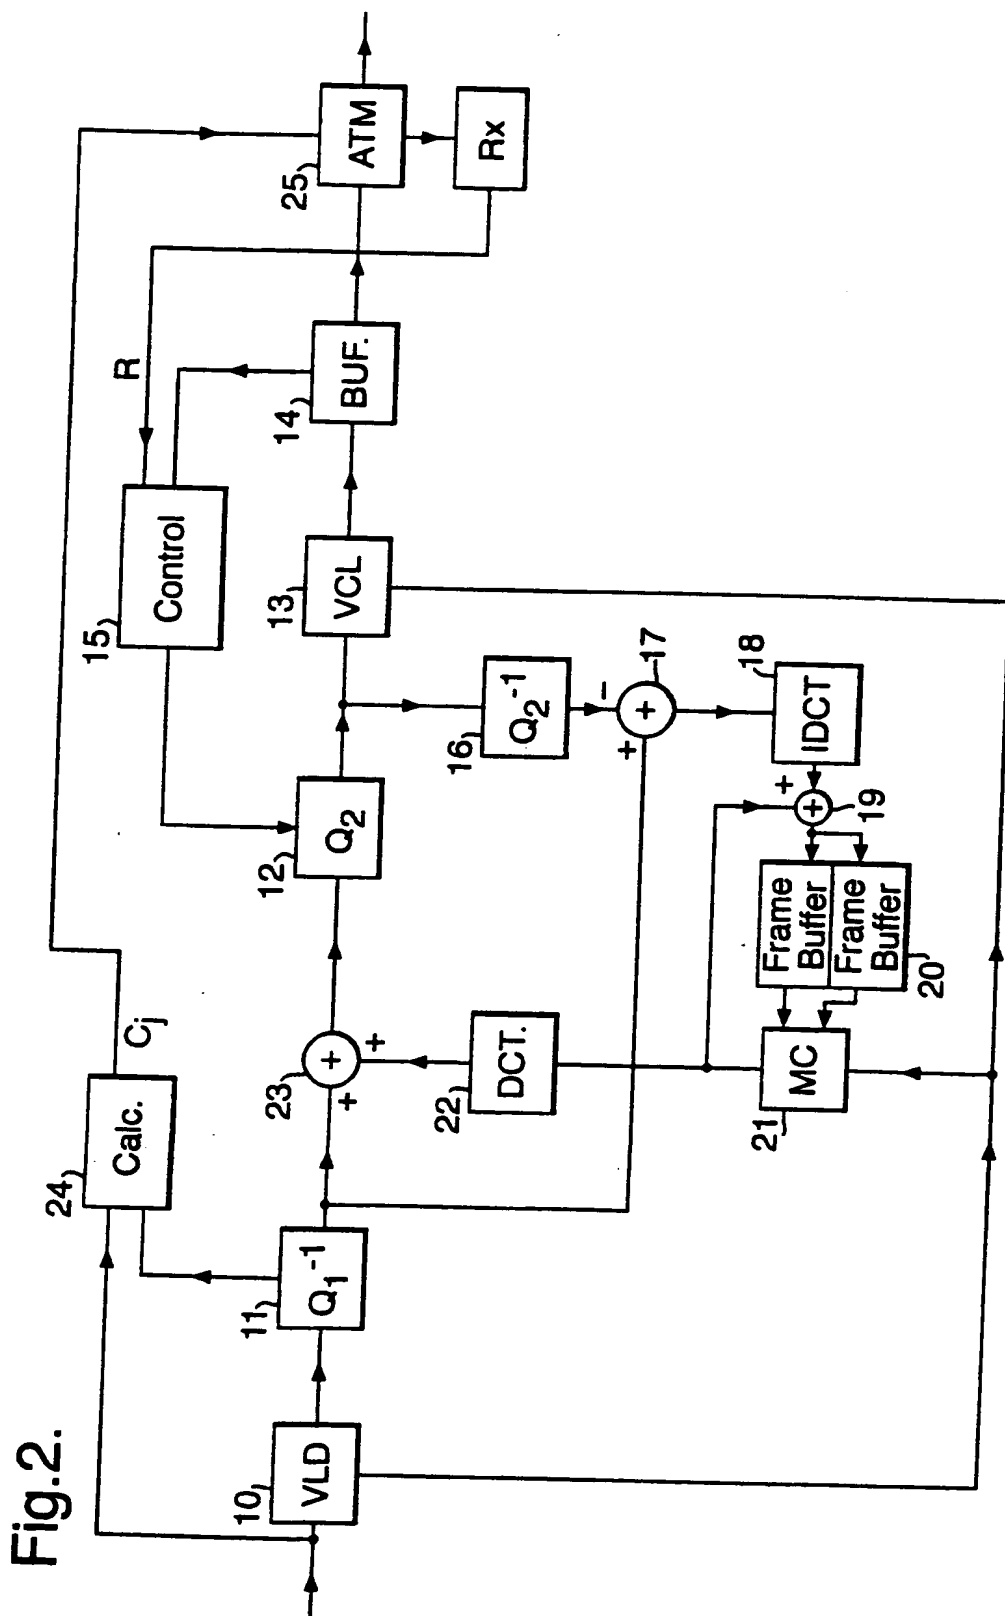 Fig.2.
24
Calc.
Cj
15
Control
R
25
ATM
Rx
10
VLD
11
Q1-1
23
+
+
+
12
Q2
13
VCL
14
BUF.
22
DCT.
16
Q2-1
-
+
+
17
18
IDCT
+
+
19
21
MC
Frame
Buffer
Frame
Buffer
20